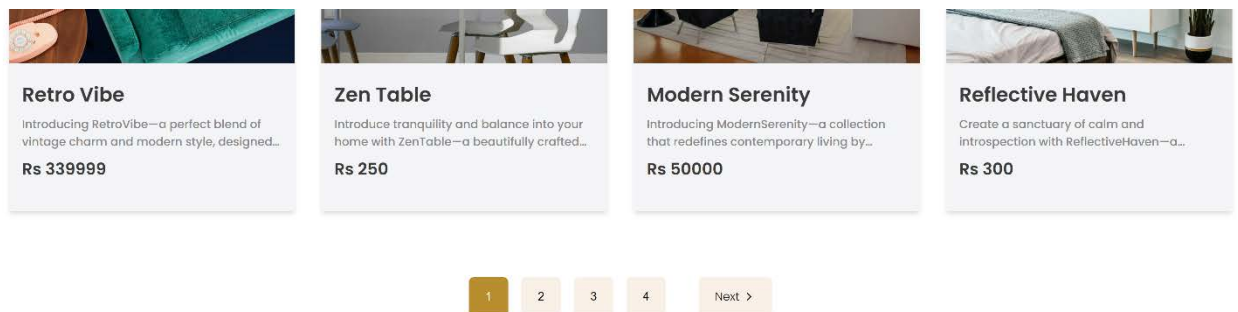 Retro Vibe
Introducing RetroVibe—a perfect blend of
vintage charm and modern style, designed...
Rs 339999
Zen Table
Introduce tranquility and balance into your
home with ZenTable—a beautifully crafted...
Rs 250
Modern Serenity
Introducing ModernSerenity—a collection
that redefines contemporary living by...
Rs 50000
Reflective Haven
Create a sanctuary of calm and
introspection with ReflectiveHaven—a...
Rs 300
1 2 3 4 Next >